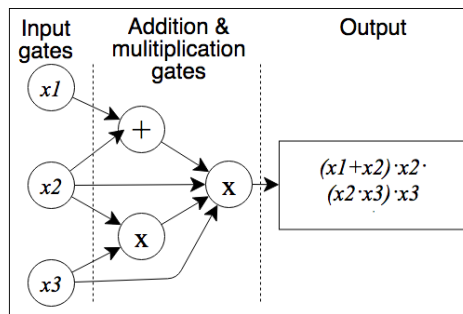 Input
gates
Addition &
mulitiplication
gates
Output
x1
+
x2
x
x
x3
(x1+x2)·x2·
(x2·x3)·x3